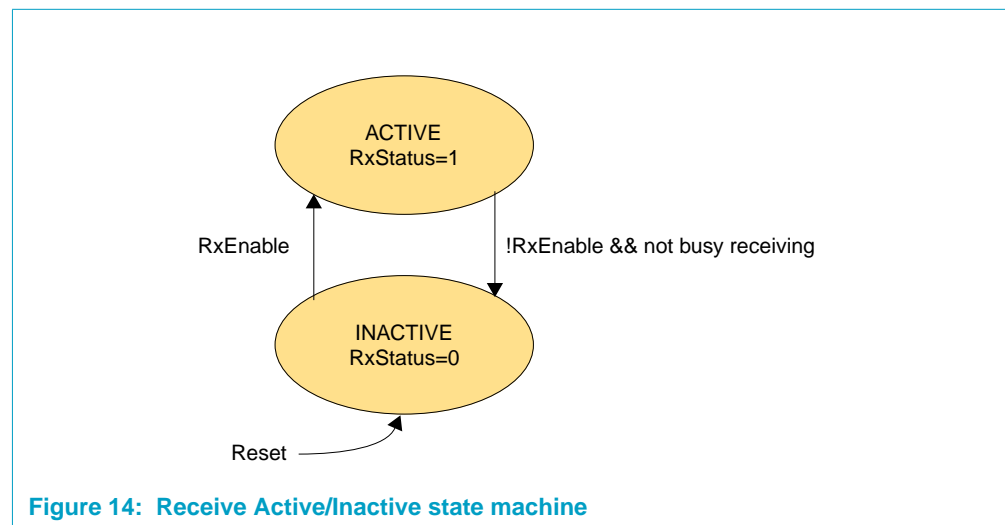 ACTIVE
RxStatus=1
RxEnable
!RxEnable && not busy receiving
INACTIVE
RxStatus=0
Reset
Figure 14: Receive Active/Inactive state machine